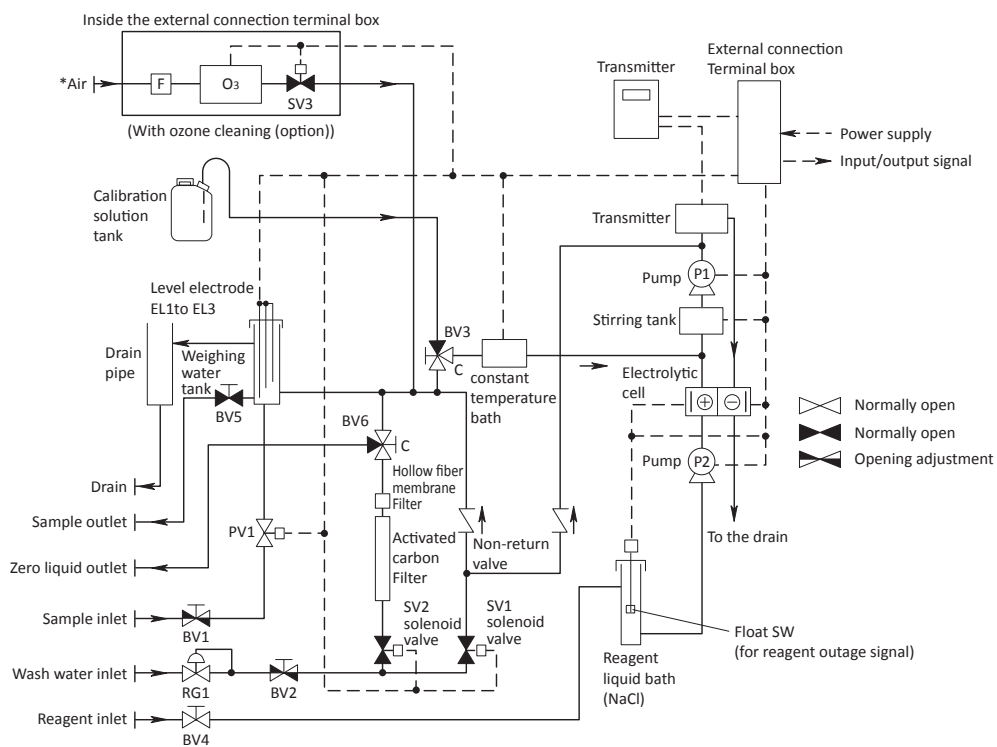 Inside the external connection terminal box
*Air
F
O3
SV3
(With ozone cleaning (option))
Transmitter
External connection
Terminal box
Power supply
Input/output signal
Calibration
solution
tank
Transmitter
Pump
P1
Level electrode
EL1to EL3
Stirring tank
BV3
C
Drain
pipe
Weighing
water
tank
BV5
constant
temperature
bath
Electrolytic
cell
+
−
Normally open
Normally open
Opening adjustment
BV6
C
Hollow fiber
membrane
Filter
Pump
P2
Drain
Sample outlet
PV1
Activated
carbon
Filter
Non-return
valve
To the drain
Zero liquid outlet
Sample inlet
BV1
SV2
solenoid
valve
SV1
solenoid
valve
Float SW
(for reagent outage signal)
Wash water inlet
RG1
BV2
Reagent
liquid bath
(NaCl)
Reagent inlet
BV4